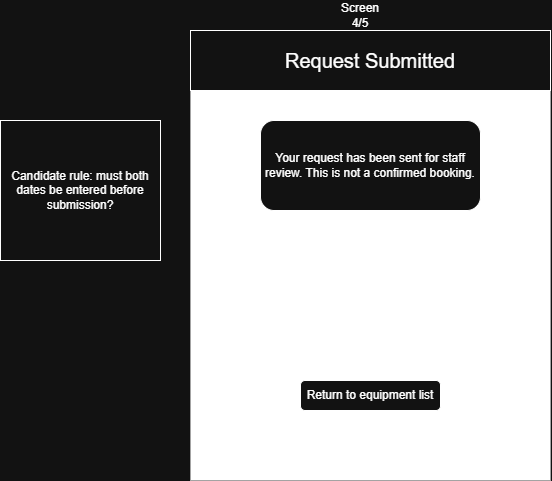 Screen
4/5
Request Submitted
Candidate rule: must both
dates be entered before
submission?
Your request has been sent for staff
review. This is not a confirmed booking.
Return to equipment list